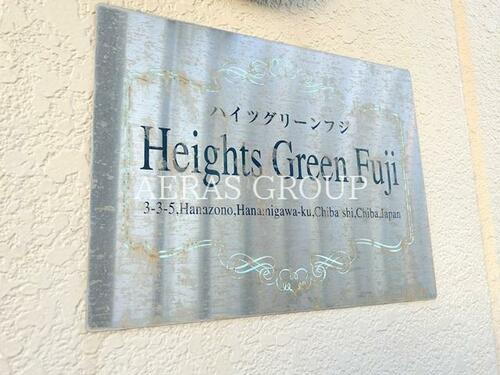 ハイツグリーンフジ
Heights Green Fuji
AERAS GROUP
3-3-5,Hanazono,Hanamigawa-ku,Chiba shi,Chiba,Japan